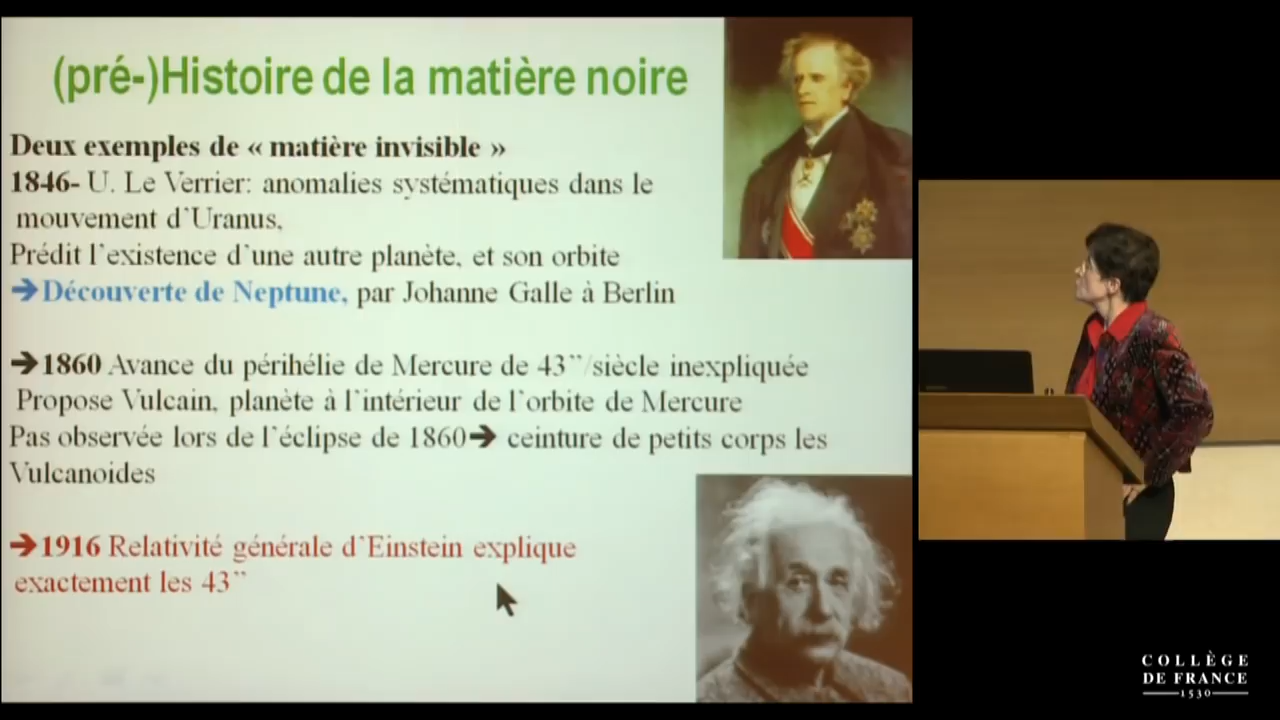 (pré-)Histoire de la matière noire
Deux exemples de « matière invisible »
1846- U. Le Verrier: anomalies systématiques dans le
mouvement d’Uranus,
Prédit l’existence d’une autre planète, et son orbite
➔Découverte de Neptune, par Johanne Galle à Berlin
➔1860 Avance du périhélie de Mercure de 43’’/siècle inexpliquée
Propose Vulcain, planète à l’intérieur de l’orbite de Mercure
Pas observée lors de l’éclipse de 1860➔ ceinture de petits corps les
Vulcanoides
➔1916 Relativité générale d’Einstein explique
exactement les 43’’
COLLÈGE
DE FRANCE
1530